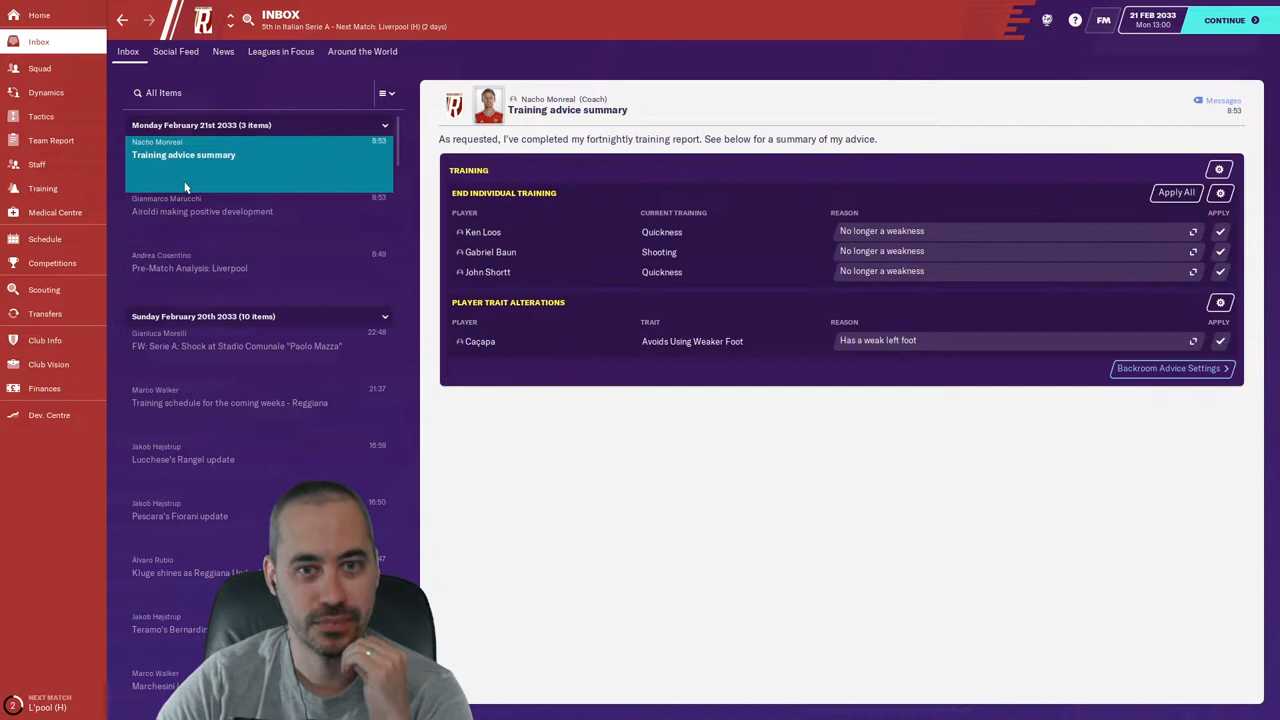 Home
INBOX
5th in Italian Serie A - Next Match: Liverpool (H) (2 days)
FM
21 FEB 2033
Mon 13:00
CONTINUE
Inbox
Squad
Dynamics
Tactics
Team Report
Staff
Training
Medical Centre
Schedule
Competitions
Scouting
Transfers
Club Info
Club Vision
Finances
Dev. Centre
2
NEXT MATCH
L'pool (H)
Inbox
Social Feed
News
Leagues in Focus
Around the World
All Items
Monday February 21st 2033 (3 items)
Nacho Monreal 8:53
Training advice summary
Gianmarco Marucchi 8:53
Airoldi making positive development
Andrea Cosentino 8:49
Pre-Match Analysis: Liverpool
Sunday February 20th 2033 (10 items)
Gianluca Morelli 22:48
FW: Serie A: Shock at Stadio Comunale "Paolo Mazza"
Marco Walker 21:37
Training schedule for the coming weeks - Reggiana
Jakob Højstrup 16:59
Lucchese's Rangel update
Jakob Højstrup 16:50
Pescara's Fiorani update
Álvaro Rubio
Kluge shines as Reggiana
Jakob Højstrup
Teramo's
Marco Walker
Nacho Monreal (Coach)
Training advice summary
Messages
8:53
As requested, I've completed my fortnightly training report. See below for a summary of my advice.
TRAINING
END INDIVIDUAL TRAINING
Apply All
PLAYER CURRENT TRAINING REASON APPLY
Ken Loos Quickness No longer a weakness
Gabriel Baun Shooting No longer a weakness
John Shortt Quickness No longer a weakness
PLAYER TRAIT ALTERATIONS
PLAYER TRAIT REASON APPLY
Caçapa Avoids Using Weaker Foot Has a weak left foot
Backroom Advice Settings